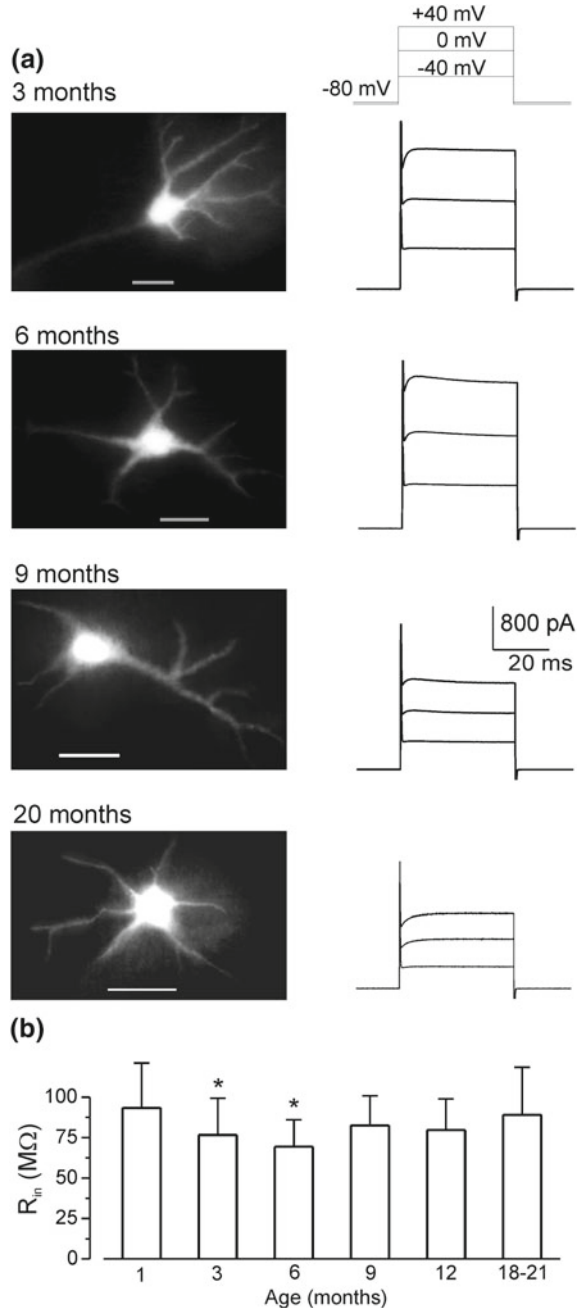 (a)
3 months
+40 mV
0 mV
-40 mV
-80 mV
6 months
9 months
800 pA
20 ms
20 months
(b)
R_in (MΩ)
100
75
50
25
0
* *
1 3 6 9 12 18-21
Age (months)